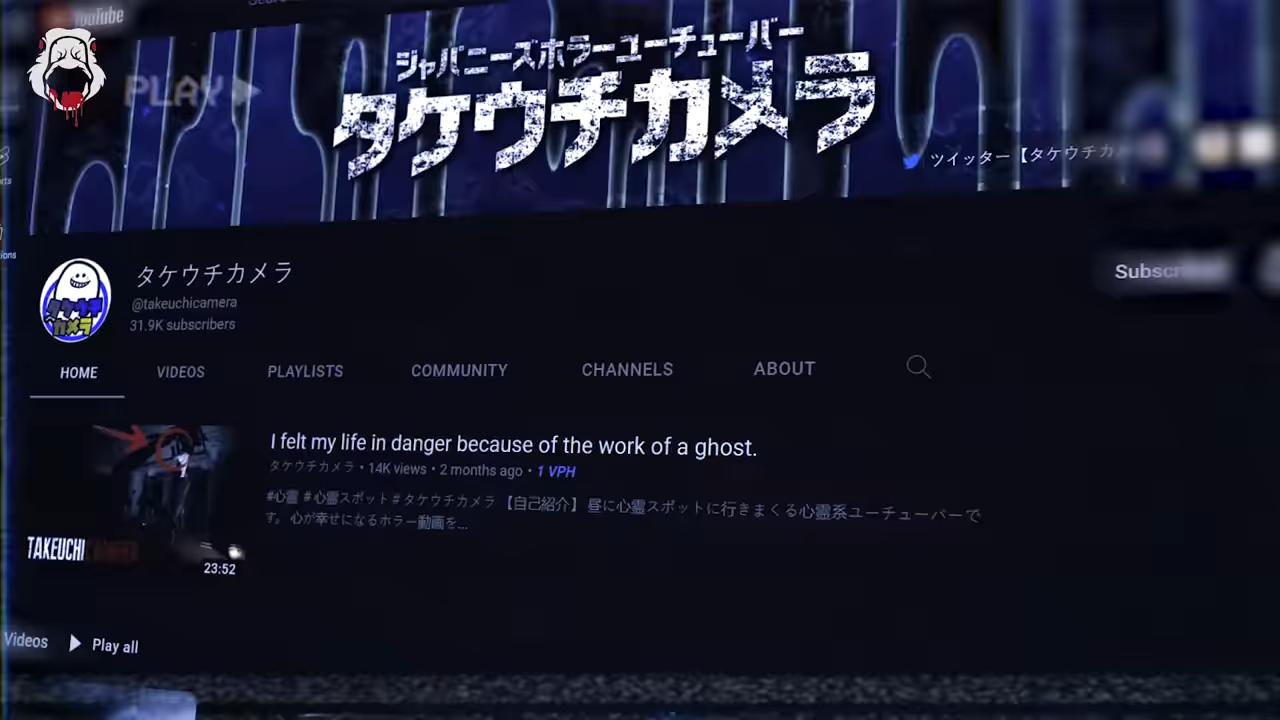 YouTube
PLAY
ジャパニーズホラーユーチューバー
タケウチカメラ
ツイッター【タケウチカ
タケウチカメラ
タケウチ
カメラ
@takeuchicamera
31.9K subscribers
HOME VIDEOS PLAYLISTS COMMUNITY CHANNELS ABOUT
I felt my life in danger because of the work of a ghost.
タケウチカメラ • 14K views • 2 months ago • 1 VPH
#心霊 #心霊スポット#タケウチカメラ 【自己紹介】 昼に心霊スポットに行きまくる心霊系ユーチューバーで
す。 心が幸せになるホラー動画を...
TAKEUCHI
23:52
Videos Play all